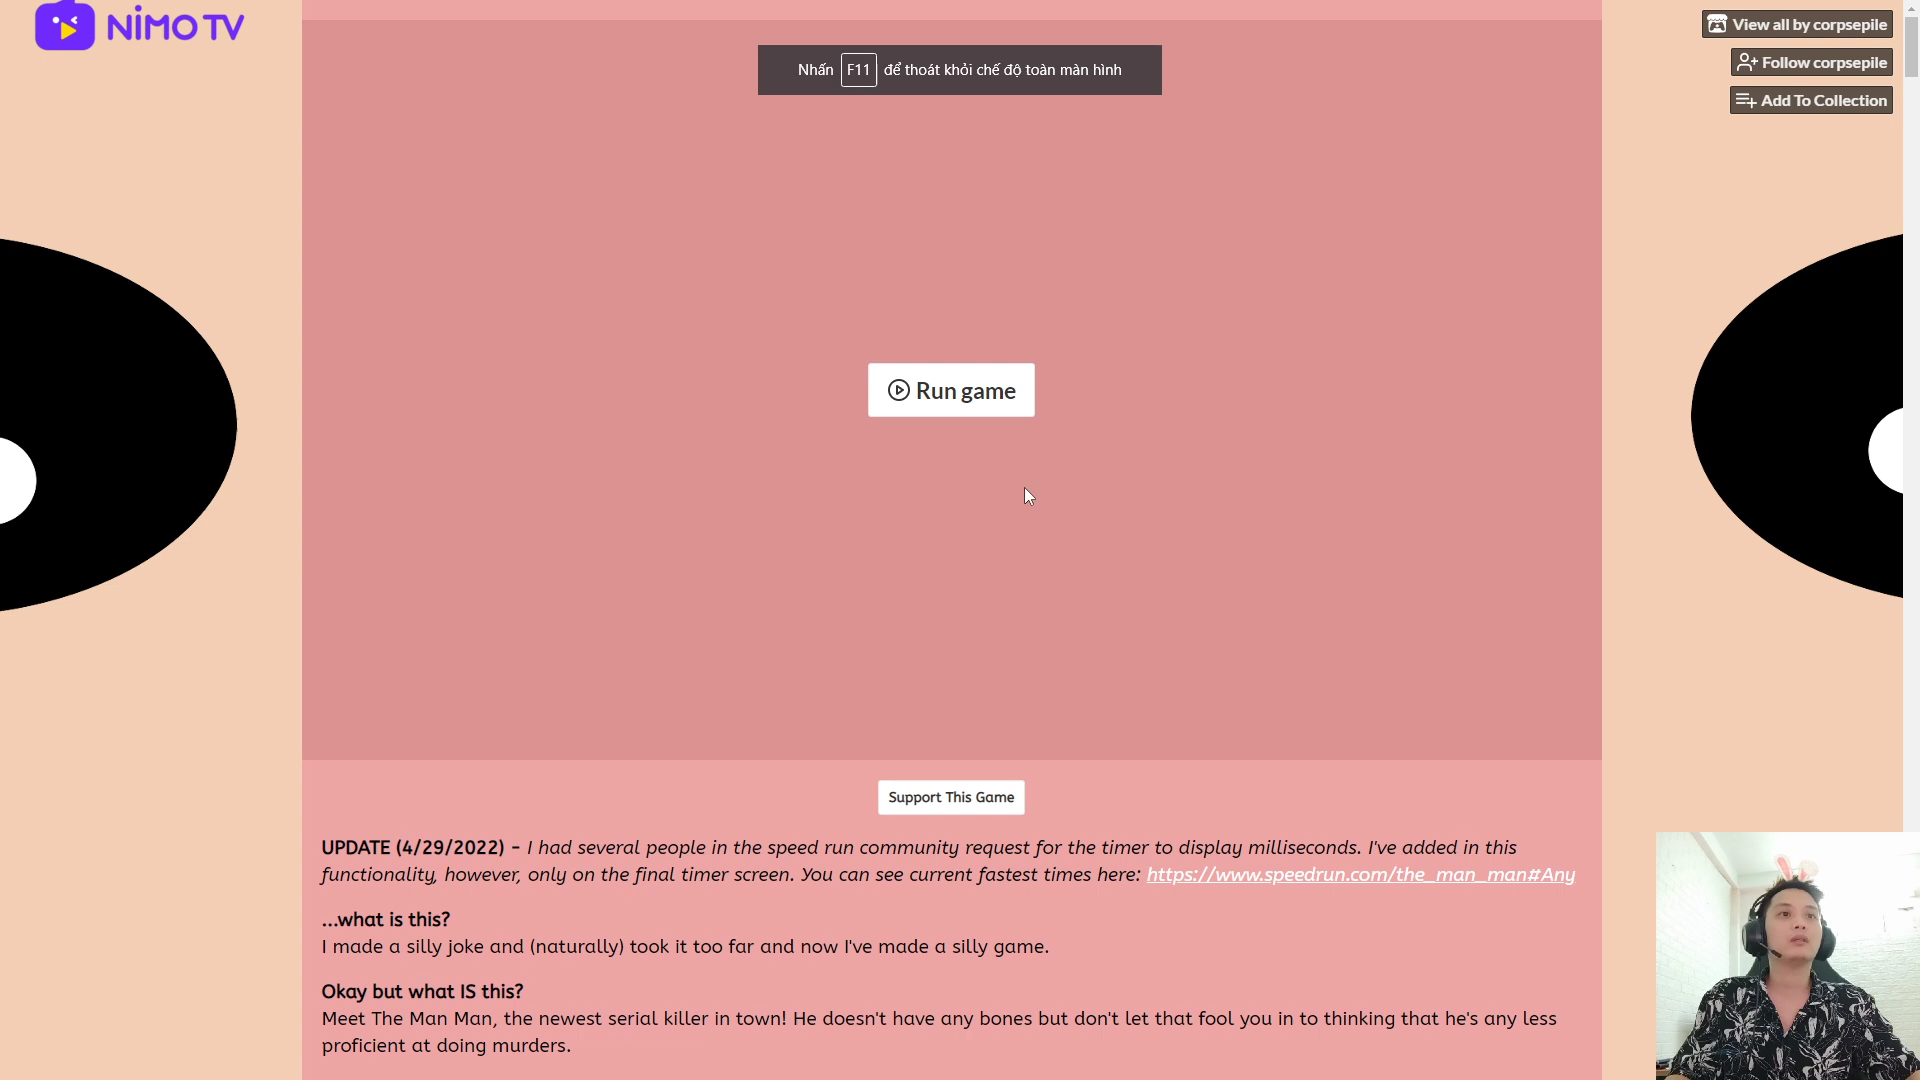 NIMO TV
Nhấn F11 để thoát khỏi chế độ toàn màn hình
View all by corpsepile
Follow corpsepile
Add To Collection
Run game
Support This Game
UPDATE (4/29/2022) - I had several people in the speed run community request for the timer to display milliseconds. I've added in this
functionality, however, only on the final timer screen. You can see current fastest times here: https://www.speedrun.com/the_man_man#Any
...what is this?
I made a silly joke and (naturally) took it too far and now I've made a silly game.
Okay but what IS this?
Meet The Man Man, the newest serial killer in town! He doesn't have any bones but don't let that fool you in to thinking that he's any less
proficient at doing murders.